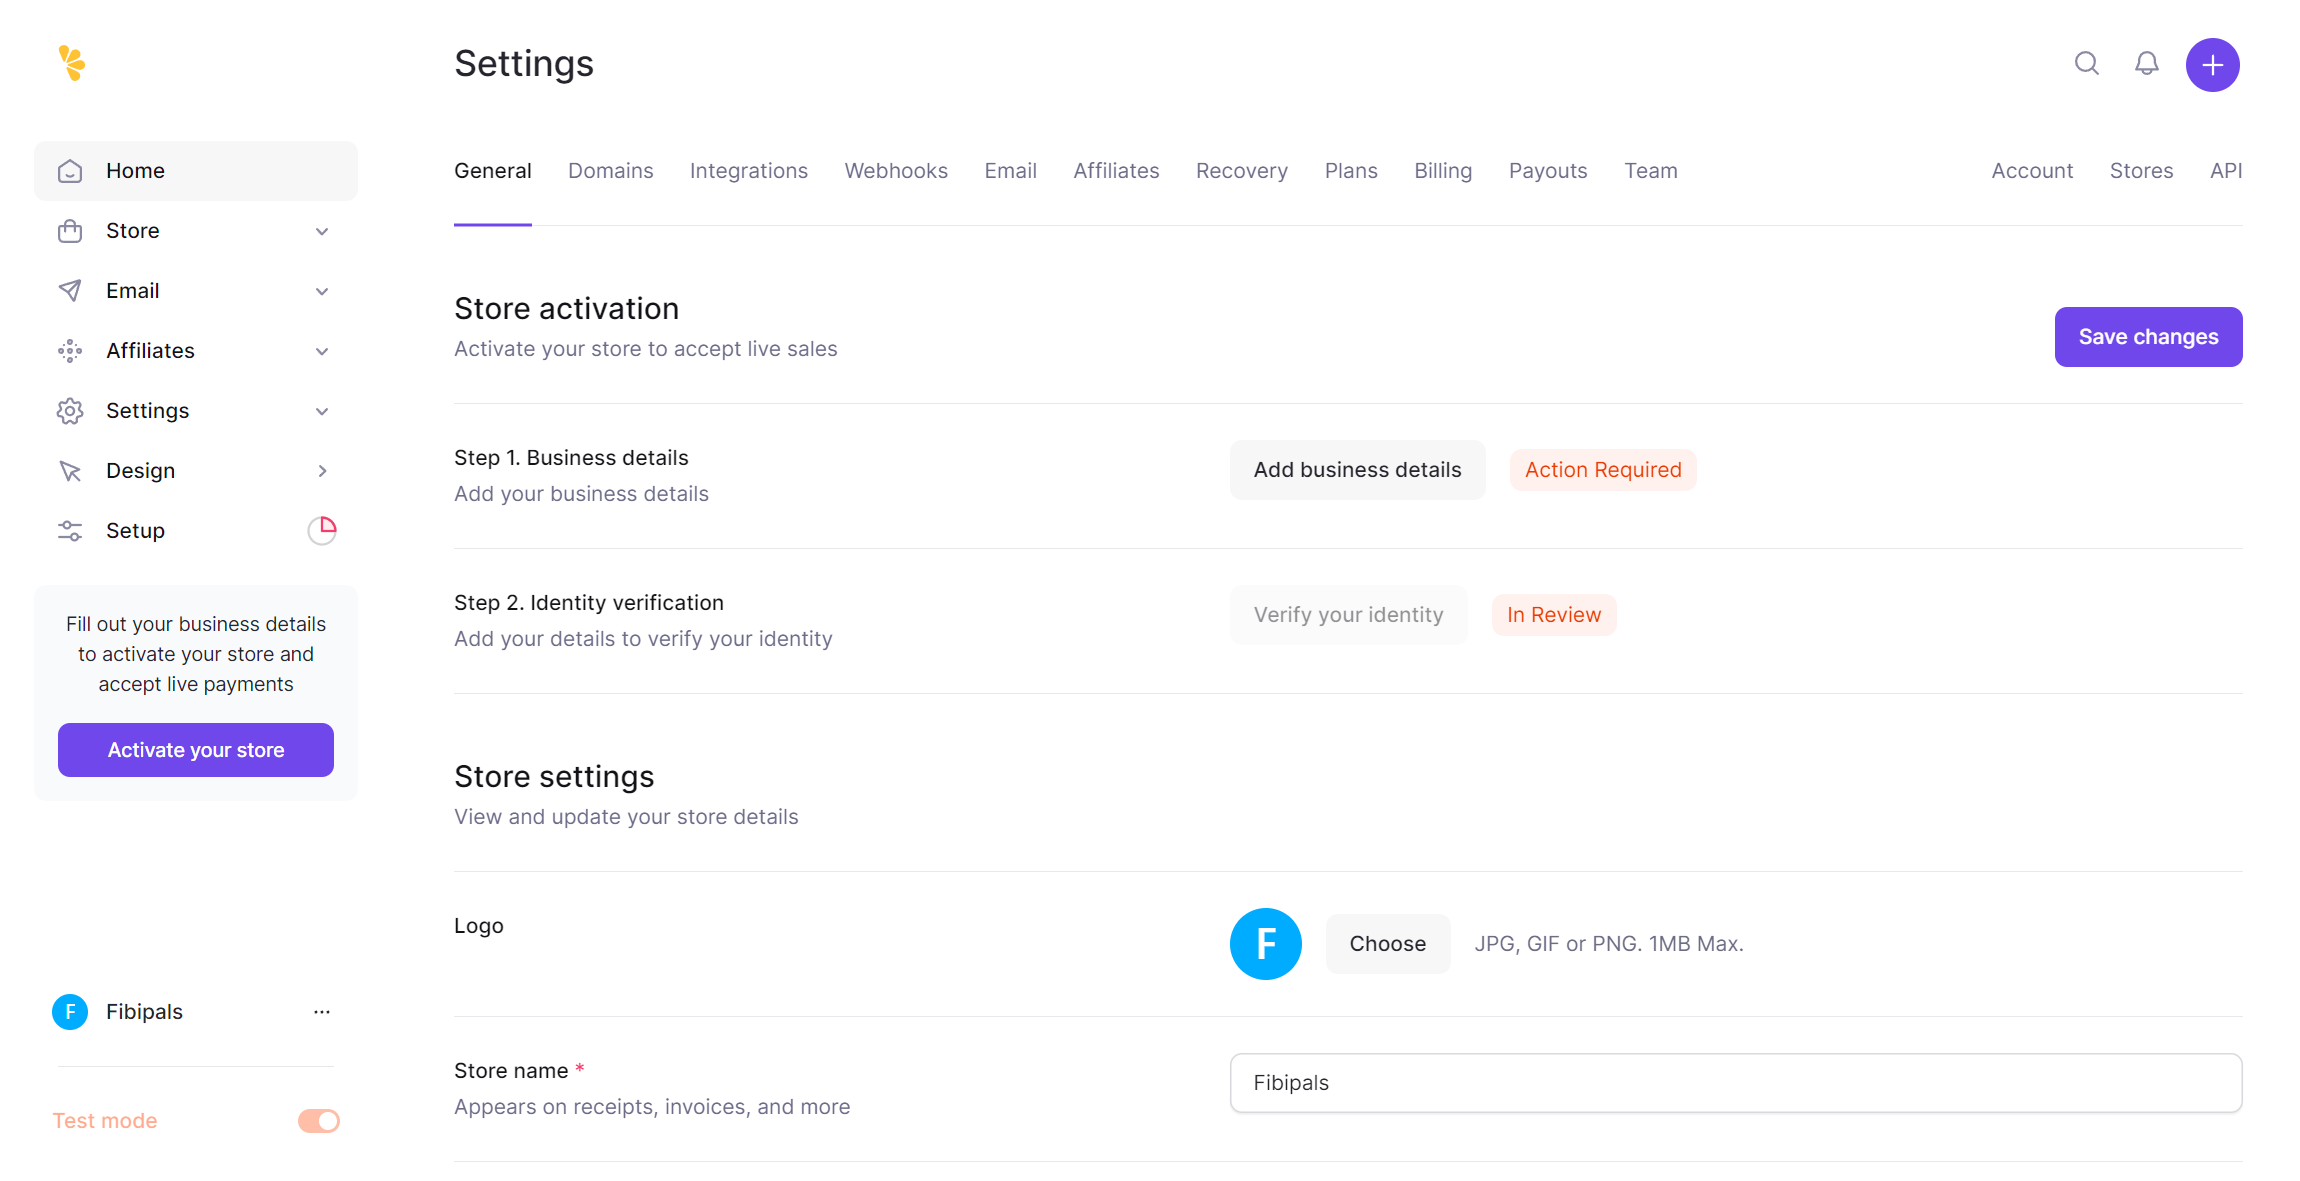 Settings
Home
Store
Email
Affiliates
Settings
Design
Setup
Fill out your business details
to activate your store and
accept live payments
Activate your store
F Fibipals ...
Test mode
General Domains Integrations Webhooks Email Affiliates Recovery Plans Billing Payouts Team Account Stores API
Store activation
Activate your store to accept live sales
Save changes
Step 1. Business details
Add your business details
Add business details Action Required
Step 2. Identity verification
Add your details to verify your identity
Verify your identity In Review
Store settings
View and update your store details
Logo
F Choose JPG, GIF or PNG. 1MB Max.
Store name *
Appears on receipts, invoices, and more
Fibipals